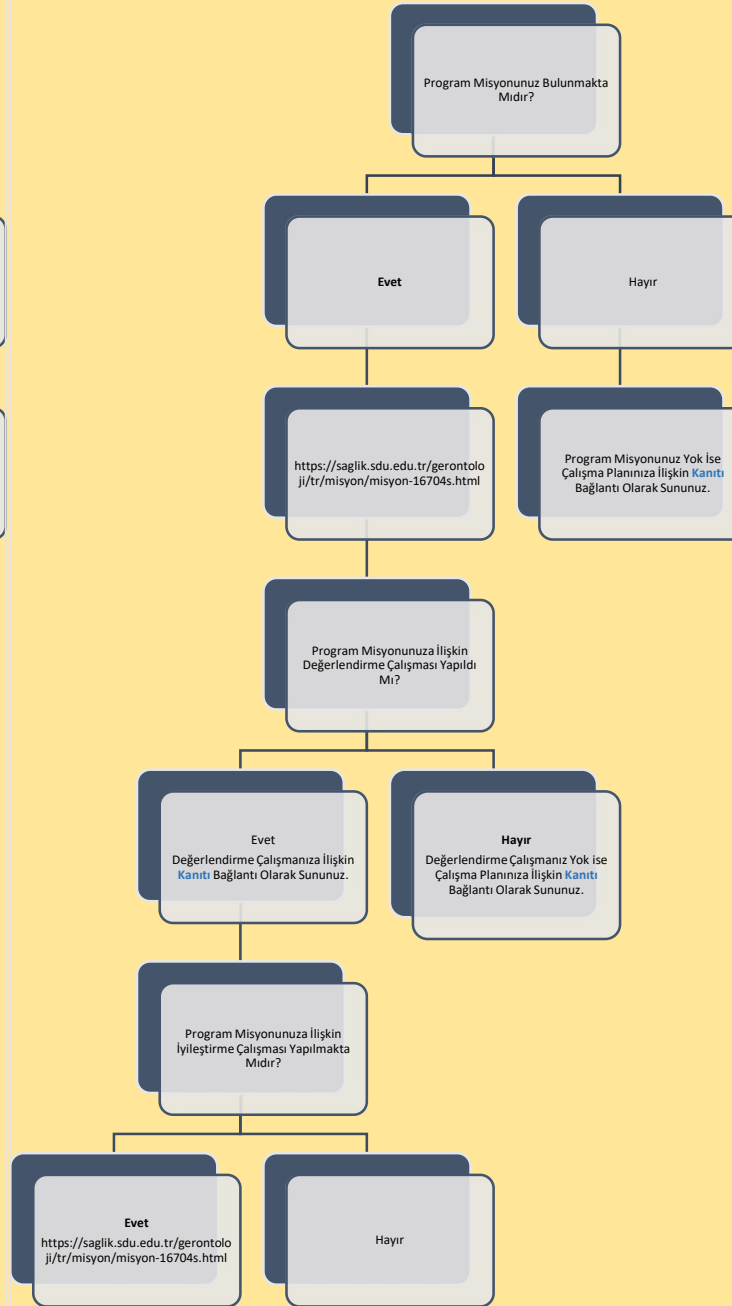 Program Misyonunuz Bulunmakta
Mıdır?
Evet
Hayır
https://saglik.sdu.edu.tr/gerontolo
ji/tr/misyon/misyon-16704s.html
Program Misyonunuz Yok İse
Çalışma Planınıza İlişkin Kanıtı
Bağlantı Olarak Sununuz.
Program Misyonunuza İlişkin
Değerlendirme Çalışması Yapıldı
Mı?
Evet
Değerlendirme Çalışmanıza İlişkin
Kanıtı Bağlantı Olarak Sununuz.
Hayır
Değerlendirme Çalışmanız Yok ise
Çalışma Planınıza İlişkin Kanıtı
Bağlantı Olarak Sununuz.
Program Misyonunuza İlişkin
İyileştirme Çalışması Yapılmakta
Mıdır?
Evet
https://saglik.sdu.edu.tr/gerontolo
ji/tr/misyon/misyon-16704s.html
Hayır